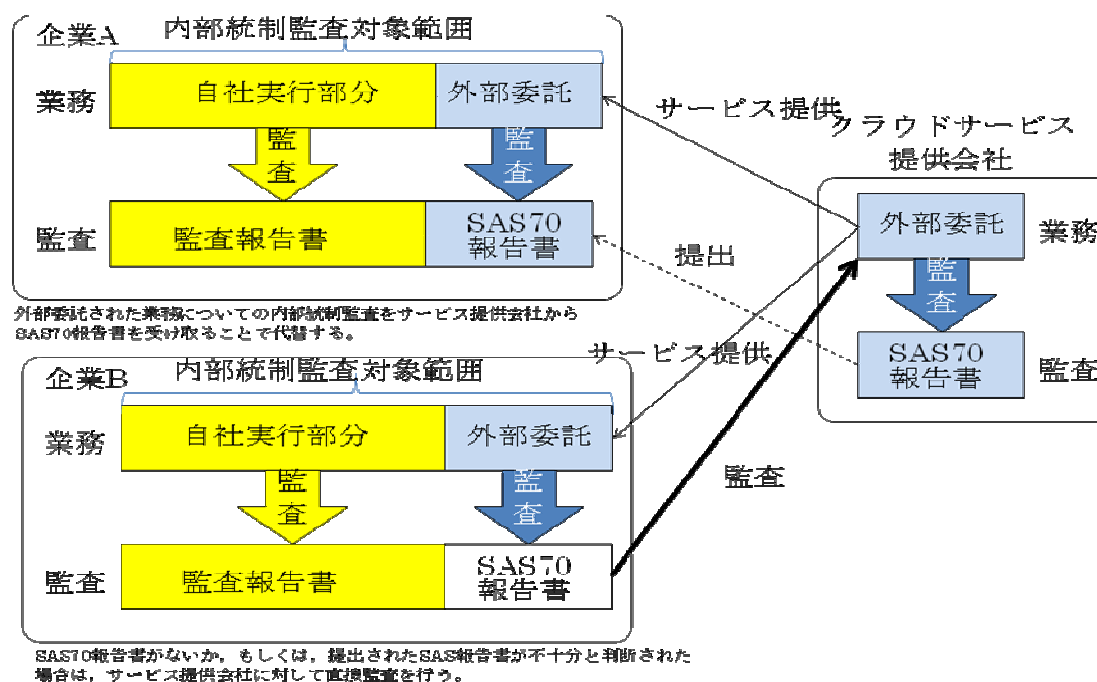 企業A
内部統制監査対象範囲
業務
自社実行部分
外部委託
監査
監査
監査
監査報告書
SAS70
報告書
外部委託された業務についての内部統制監査をサービス提供会社から
SAS70報告書を受け取ることで代替する。
サービス提供
クラウドサービス
提供会社
外部委託
業務
監査
提出
SAS70
報告書
監査
サービス提供
監査
企業B
内部統制監査対象範囲
業務
自社実行部分
外部委託
監査
監査
監査
監査報告書
SAS70
報告書
SAS70報告書がないか，もしくは，提出されたSAS報告書が不十分と判断された
場合は，サービス提供会社に対して直接監査を行う。